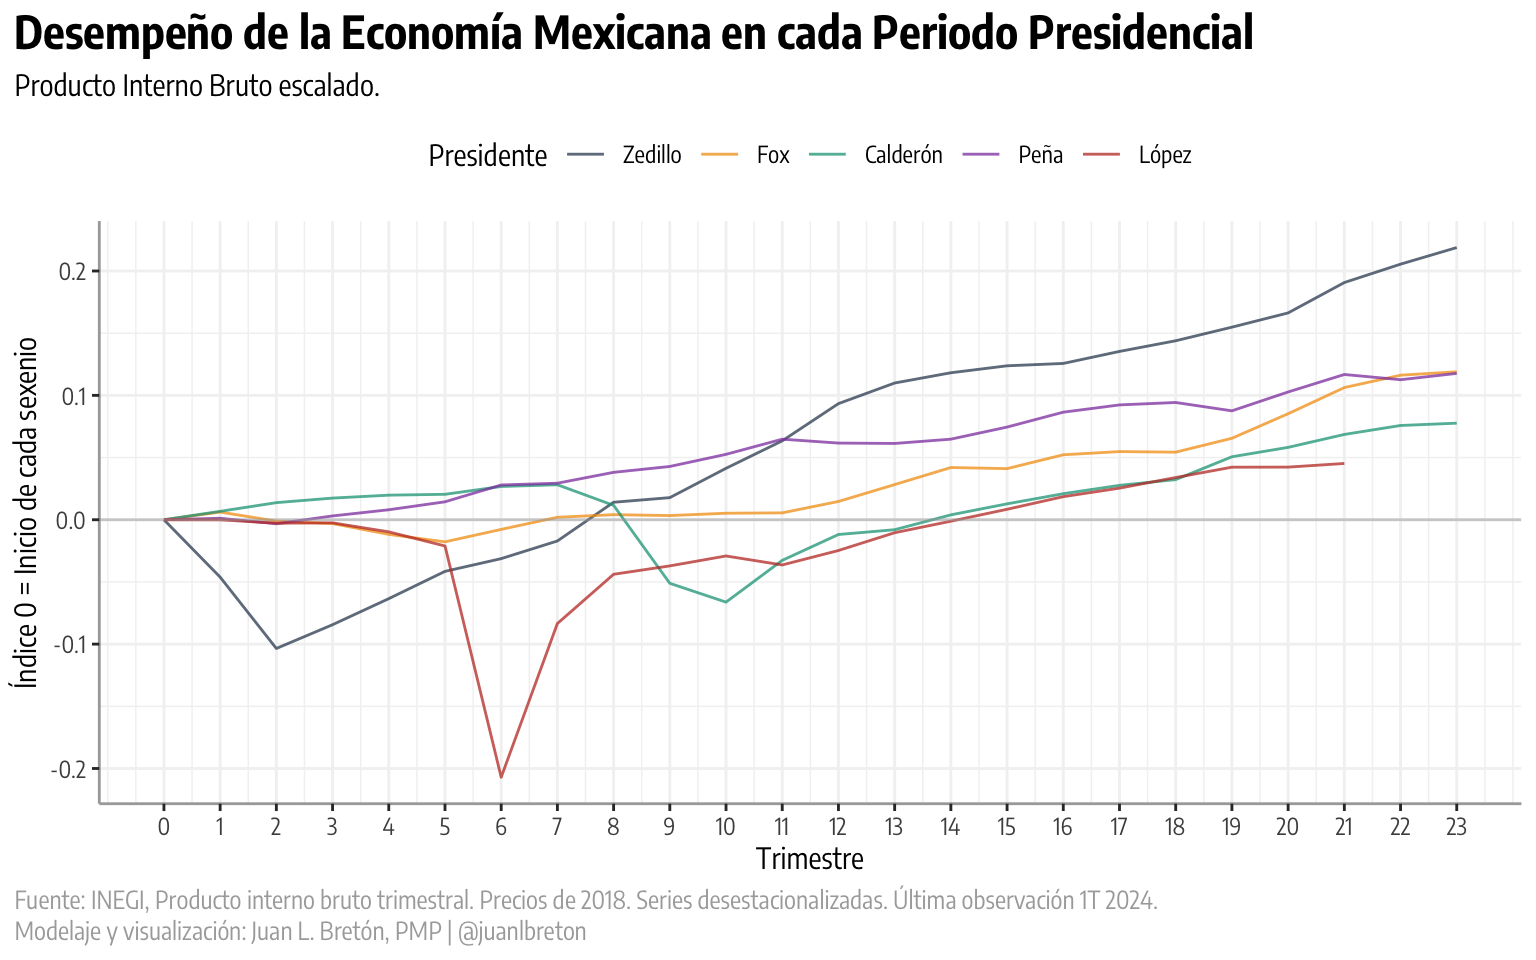 Desempeño de la Economía Mexicana en cada Periodo Presidencial
Producto Interno Bruto escalado.
Presidente Zedillo Fox Calderón Peña López
Índice 0 = Inicio de cada sexenio
0.2
0.1
0.0
-0.1
-0.2
0 1 2 3 4 5 6 7 8 9 10 11 12 13 14 15 16 17 18 19 20 21 22 23
Trimestre
Fuente: INEGI, Producto interno bruto trimestral. Precios de 2018. Series desestacionalizadas. Última observación 1T 2024.
Modelaje y visualización: Juan L. Bretón, PMP | @juanlbreton